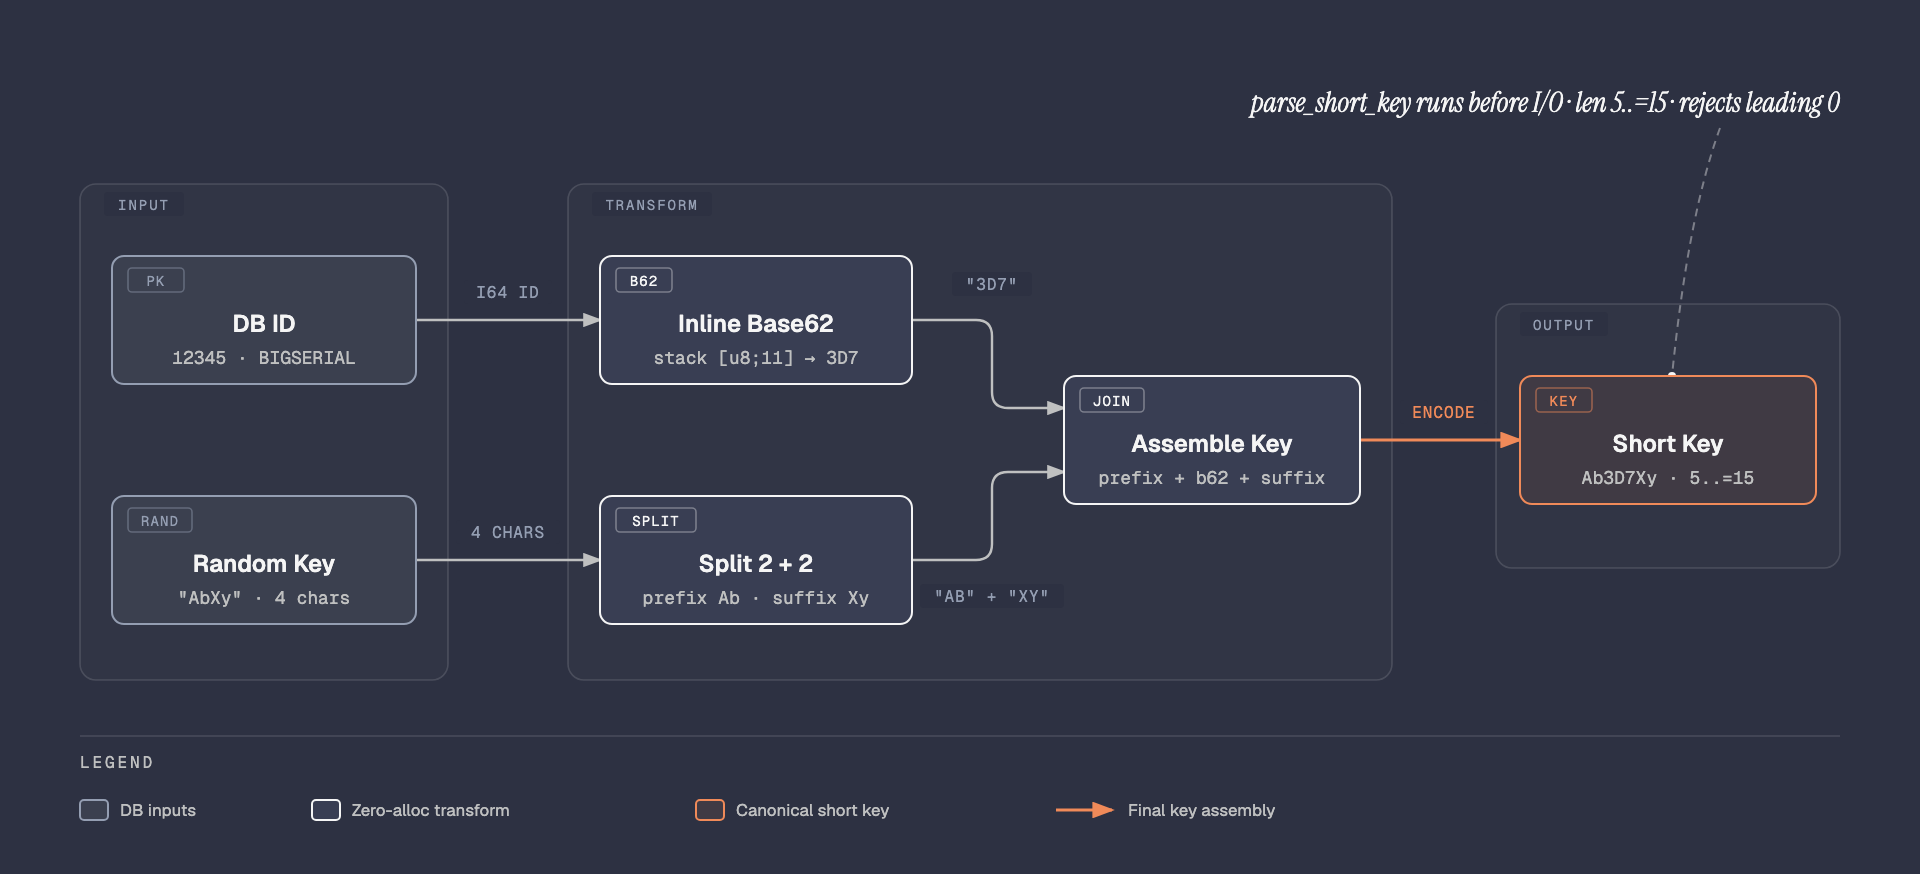 parse_short_key runs before I/O · len 5..=15 · rejects leading 0
INPUT
PK
DB ID
12345 · BIGSERIAL
RAND
Random Key
"AbXy" · 4 chars
I64 ID
4 CHARS
TRANSFORM
B62
Inline Base62
stack [u8;11] → 3D7
"3D7"
SPLIT
Split 2 + 2
prefix Ab · suffix Xy
"AB" + "XY"
JOIN
Assemble Key
prefix + b62 + suffix
ENCODE
OUTPUT
KEY
Short Key
Ab3D7Xy · 5..=15
LEGEND
DB inputs
Zero-alloc transform
Canonical short key
Final key assembly